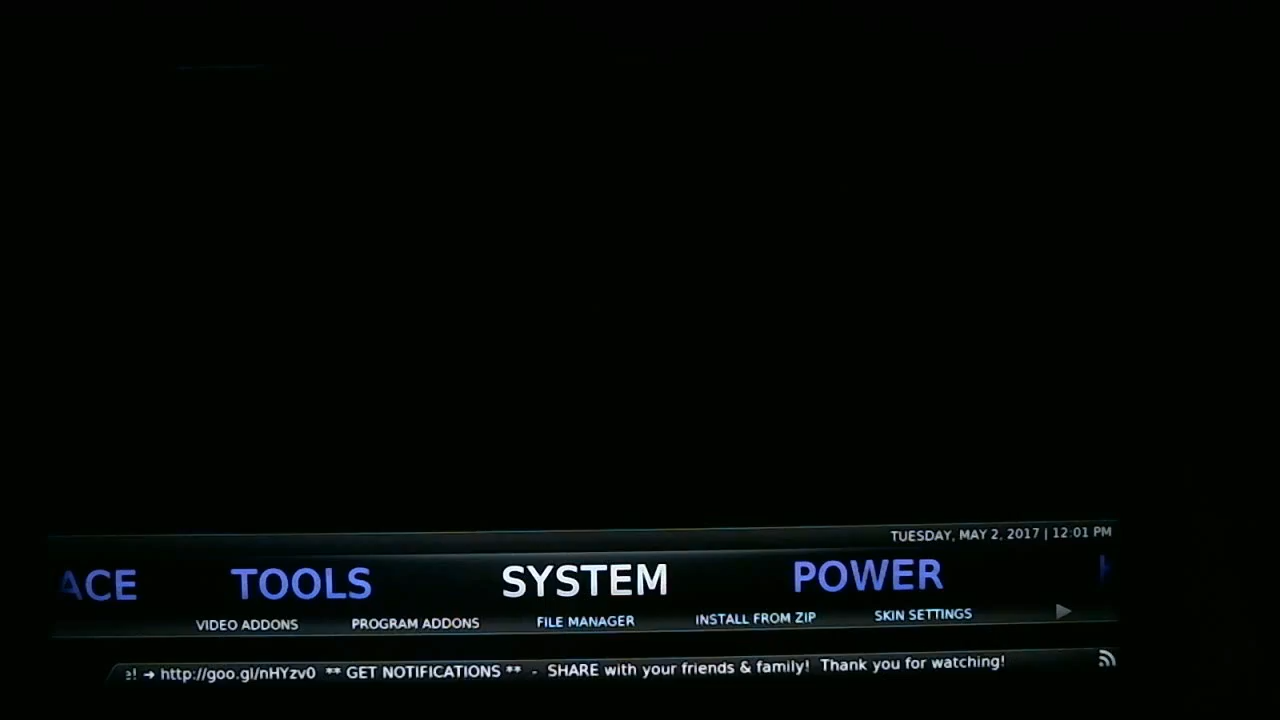 TUESDAY, MAY 2, 2017 | 12:01 PM
ACE TOOLS SYSTEM POWER
VIDEO ADDONS PROGRAM ADDONS FILE MANAGER INSTALL FROM ZIP SKIN SETTINGS
e! → http://goo.gl/nHYzv0 ** GET NOTIFICATIONS ** - SHARE with your friends & family! Thank you for watching!